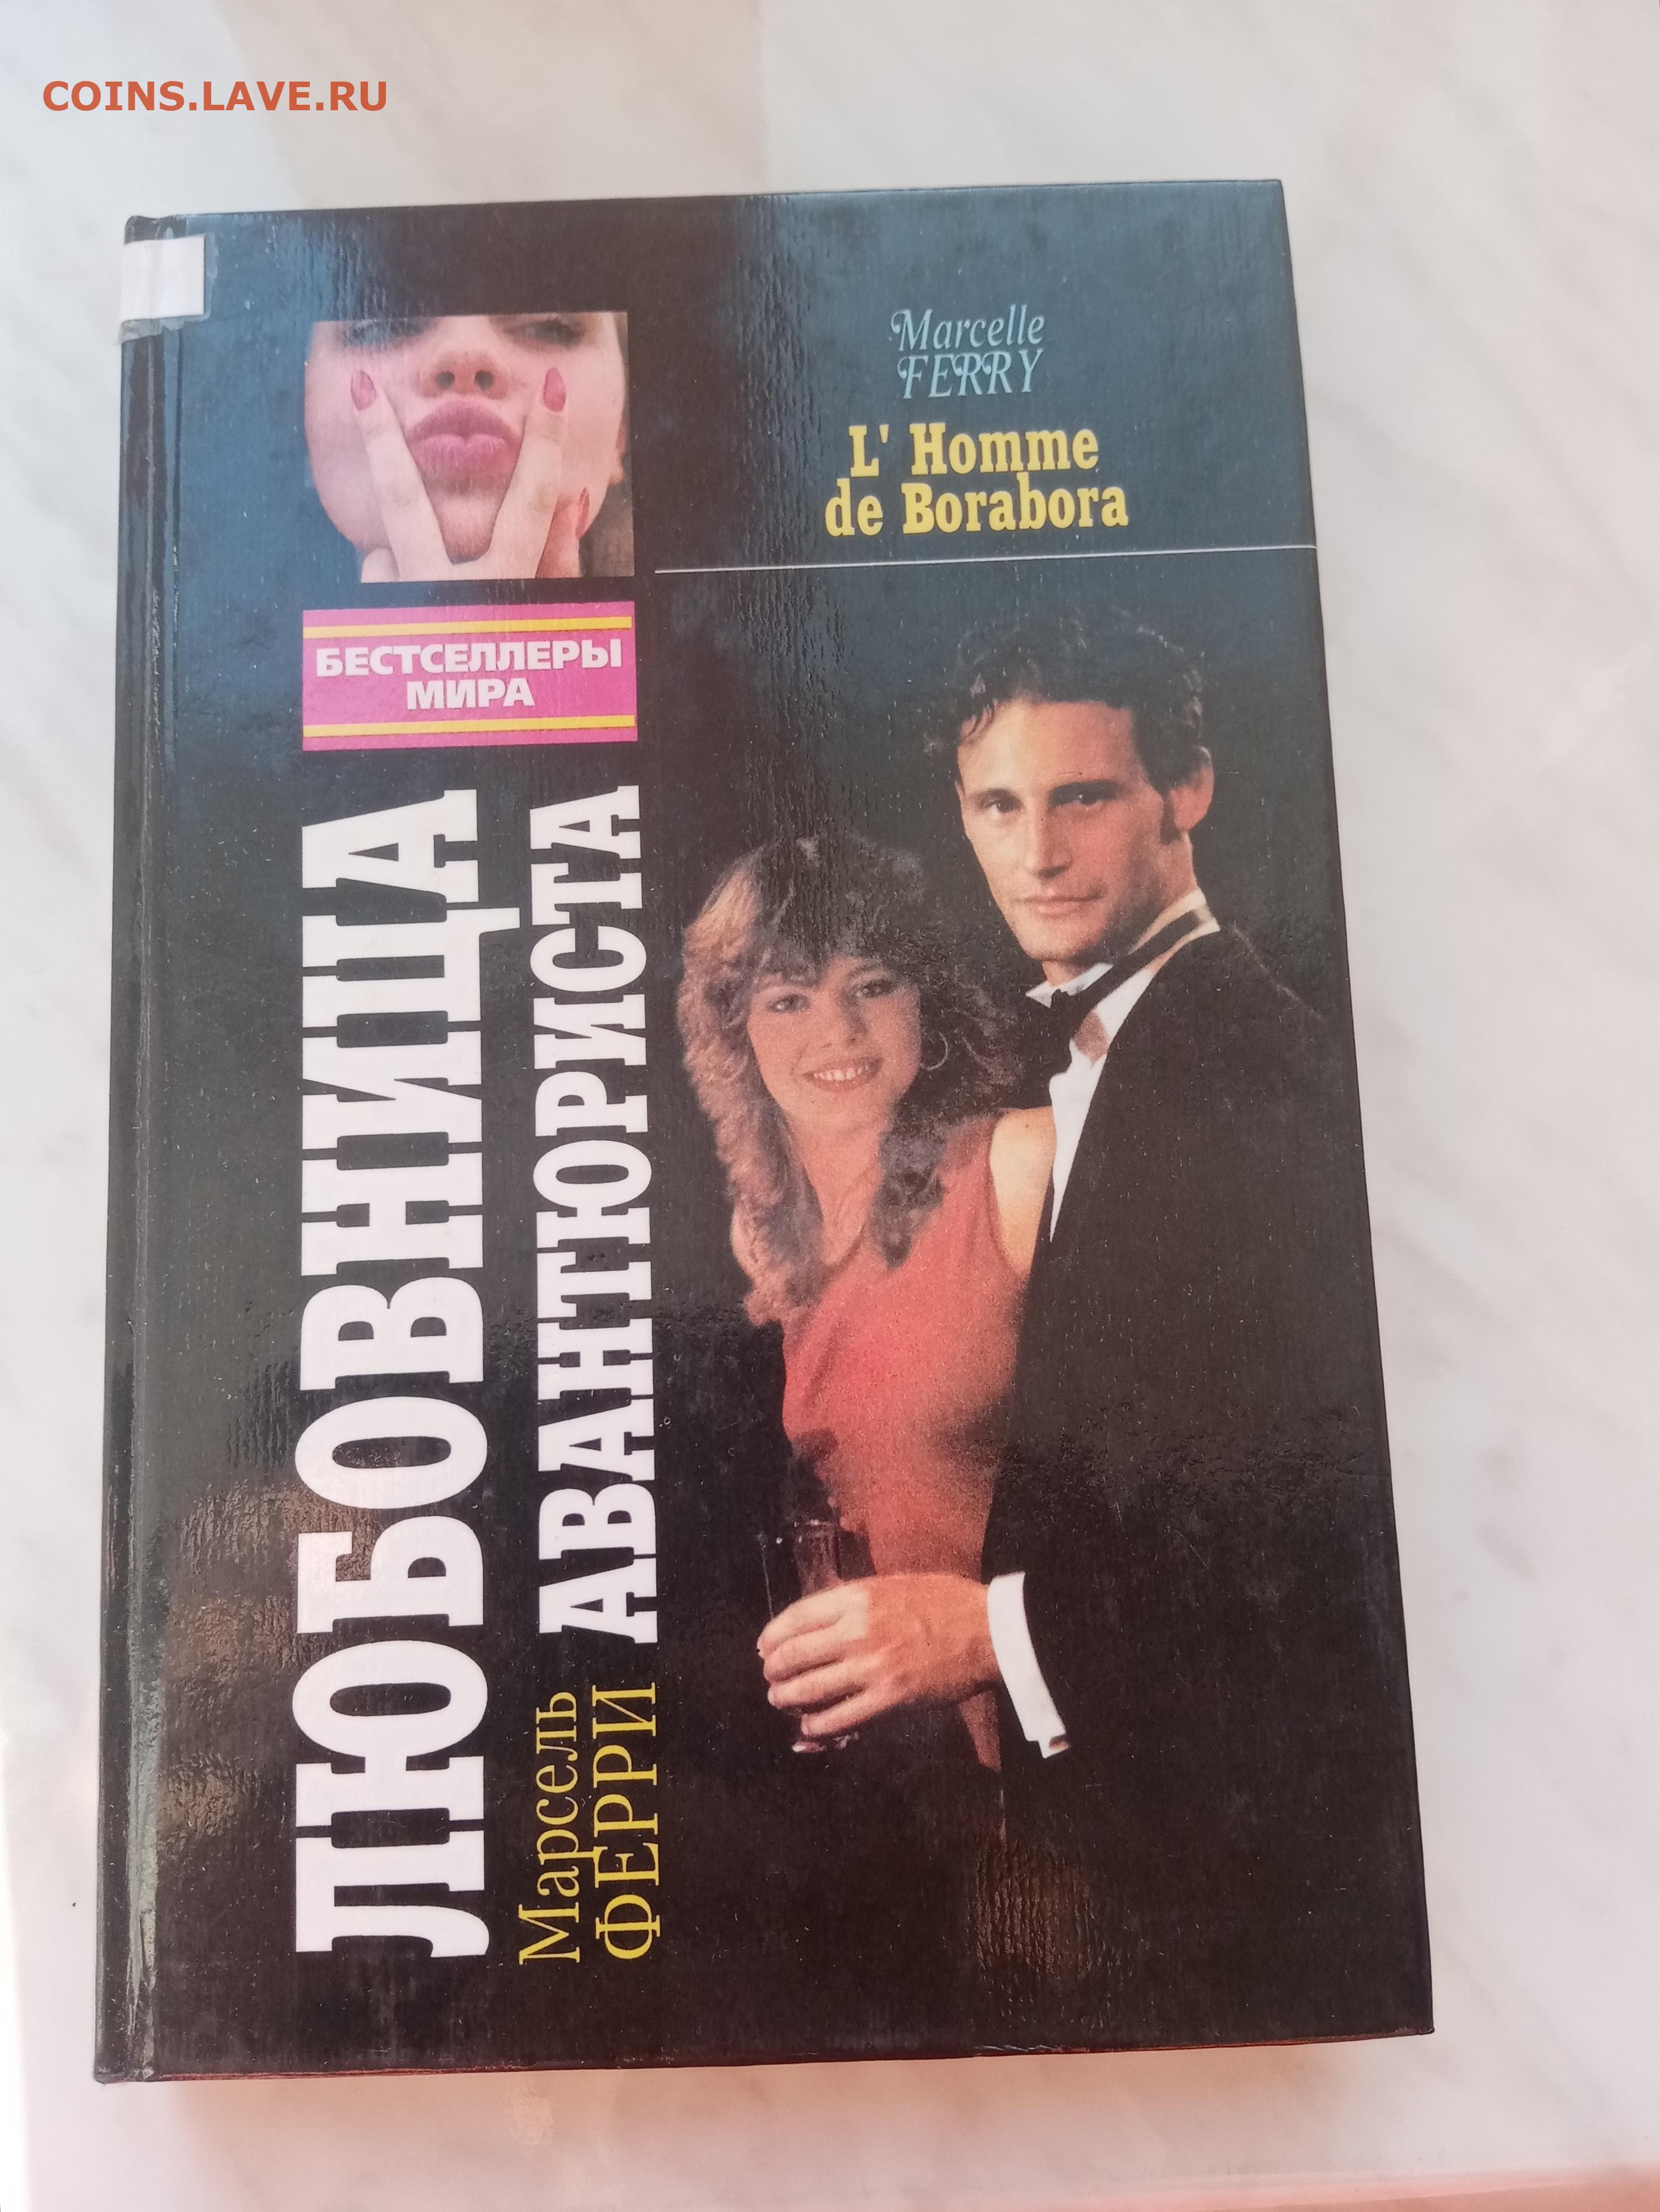 COINS.LAVE.RU
Marcelle
FERRY
L' Homme
de Borabora
БЕСТСЕЛЛЕРЫ
МИРА
ЛЮБОВНИЦА
АВАНТЮРИСТА
Марсель
ФЕРРИ